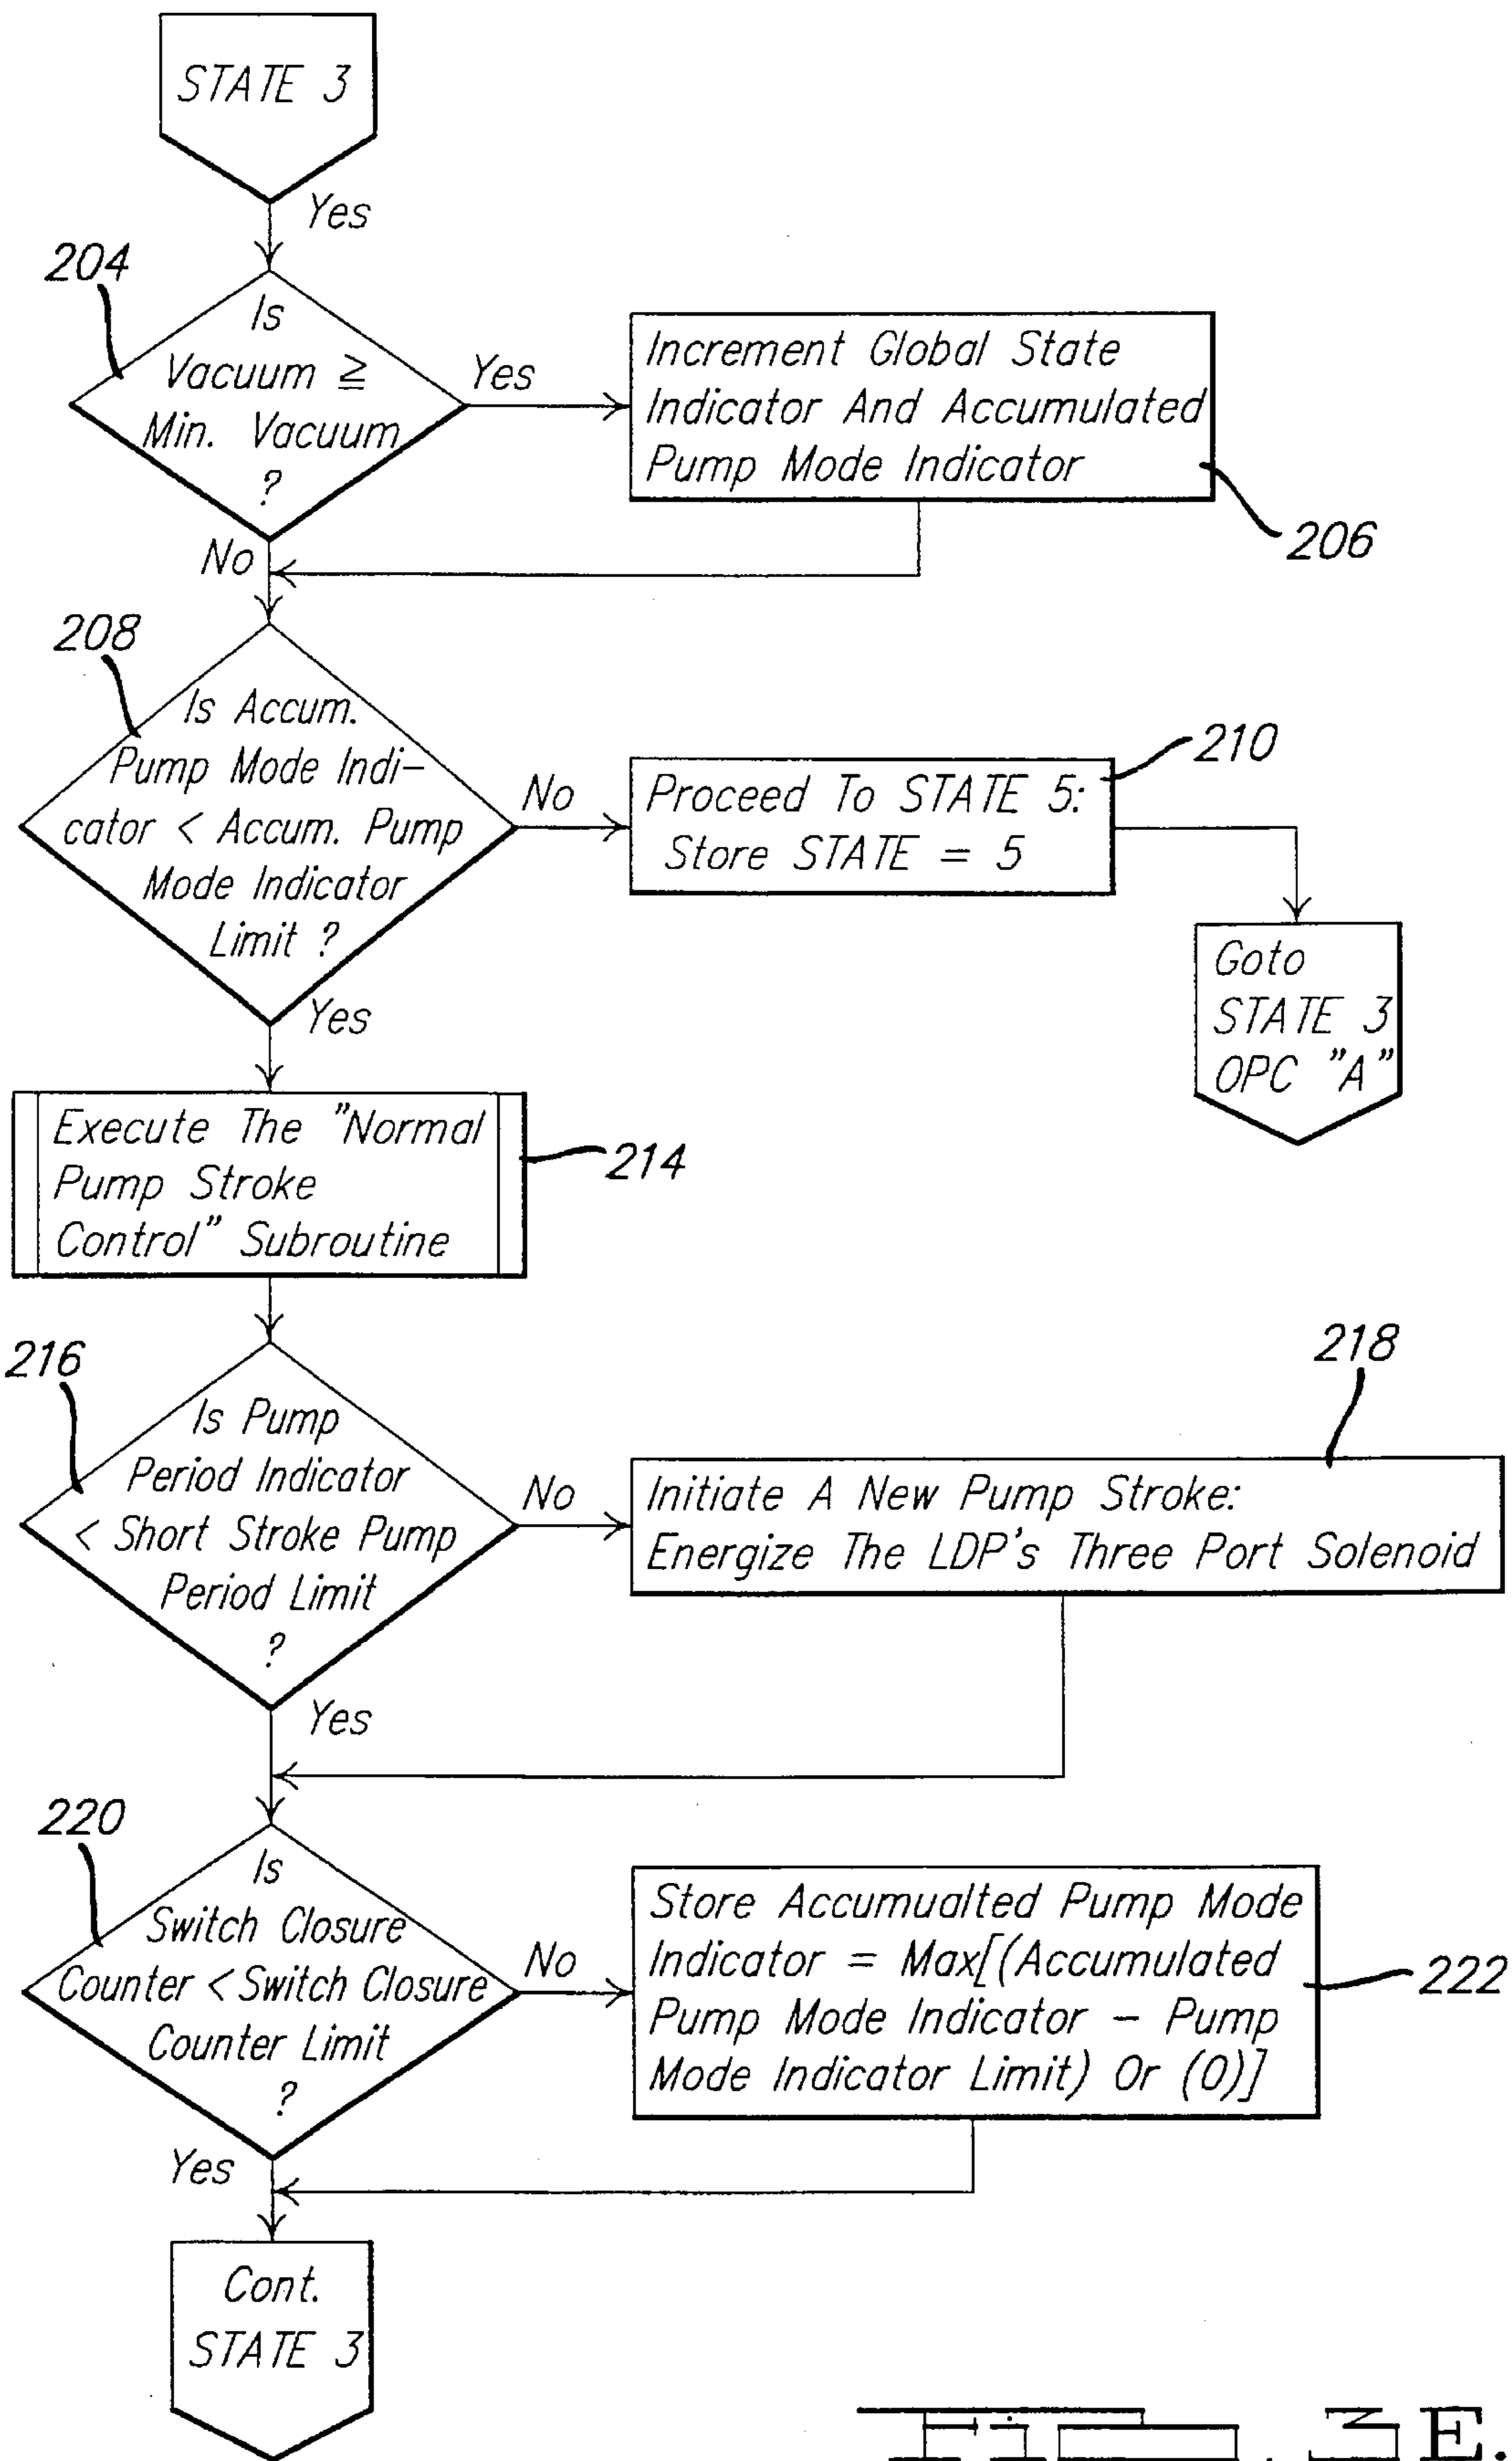 STATE 3
Yes
204
Is
Vacuum ≧
Min. Vacuum
?
Yes
Increment Global State
Indicator And Accumulated
Pump Mode Indicator
206
No
208
Is Accum.
Pump Mode Indi-
cator < Accum. Pump
Mode Indicator
Limit ?
No
Proceed To STATE 5:
Store STATE = 5
210
Goto
STATE 3
OPC "A"
Yes
Execute The "Normal
Pump Stroke
Control" Subroutine
214
216
Is Pump
Period Indicator
< Short Stroke Pump
Period Limit
?
No
218
Initiate A New Pump Stroke:
Energize The LDP's Three Port Solenoid
Yes
220
Is
Switch Closure
Counter < Switch Closure
Counter Limit
?
No
Store Accumualted Pump Mode
Indicator = Max[(Accumulated
Pump Mode Indicator - Pump
Mode Indicator Limit) Or (0)]
222
Yes
Cont.
STATE 3
3E.